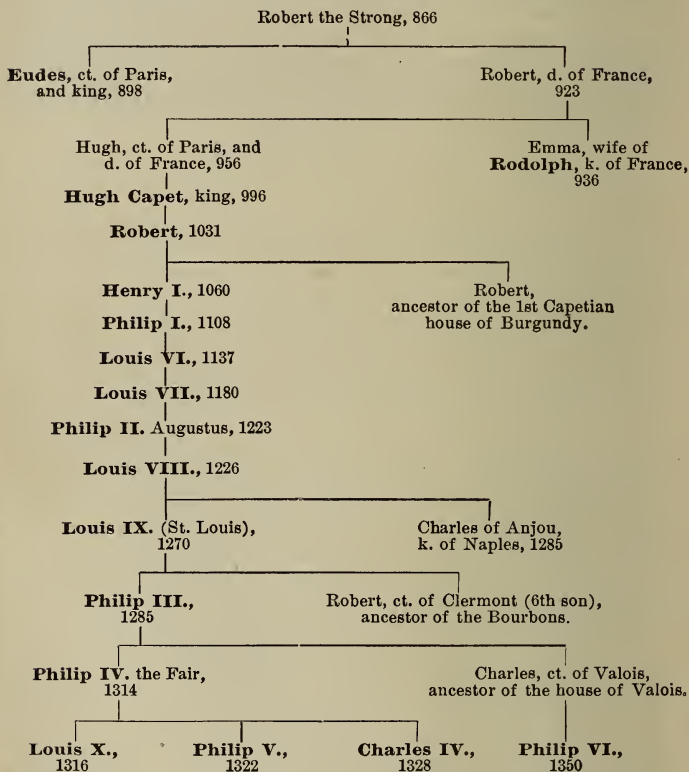 Robert the Strong, 866
Eudes, ct. of Paris,
and king, 898
Robert, d. of France,
923
Hugh, ct. of Paris, and
d. of France, 956
Emma, wife of
Rodolph, k. of France,
936
Hugh Capet, king, 996
Robert, 1031
Henry I., 1060
Robert,
ancestor of the 1st Capetian
house of Burgundy.
Philip I., 1108
Louis VI., 1137
Louis VII., 1180
Philip II. Augustus, 1223
Louis VIII., 1226
Louis IX. (St. Louis),
1270
Charles of Anjou,
k. of Naples, 1285
Philip III.,
1285
Robert, ct. of Clermont (6th son),
ancestor of the Bourbons.
Philip IV. the Fair,
1314
Charles, ct. of Valois,
ancestor of the house of Valois.
Louis X.,
1316
Philip V.,
1322
Charles IV.,
1328
Philip VI.,
1350